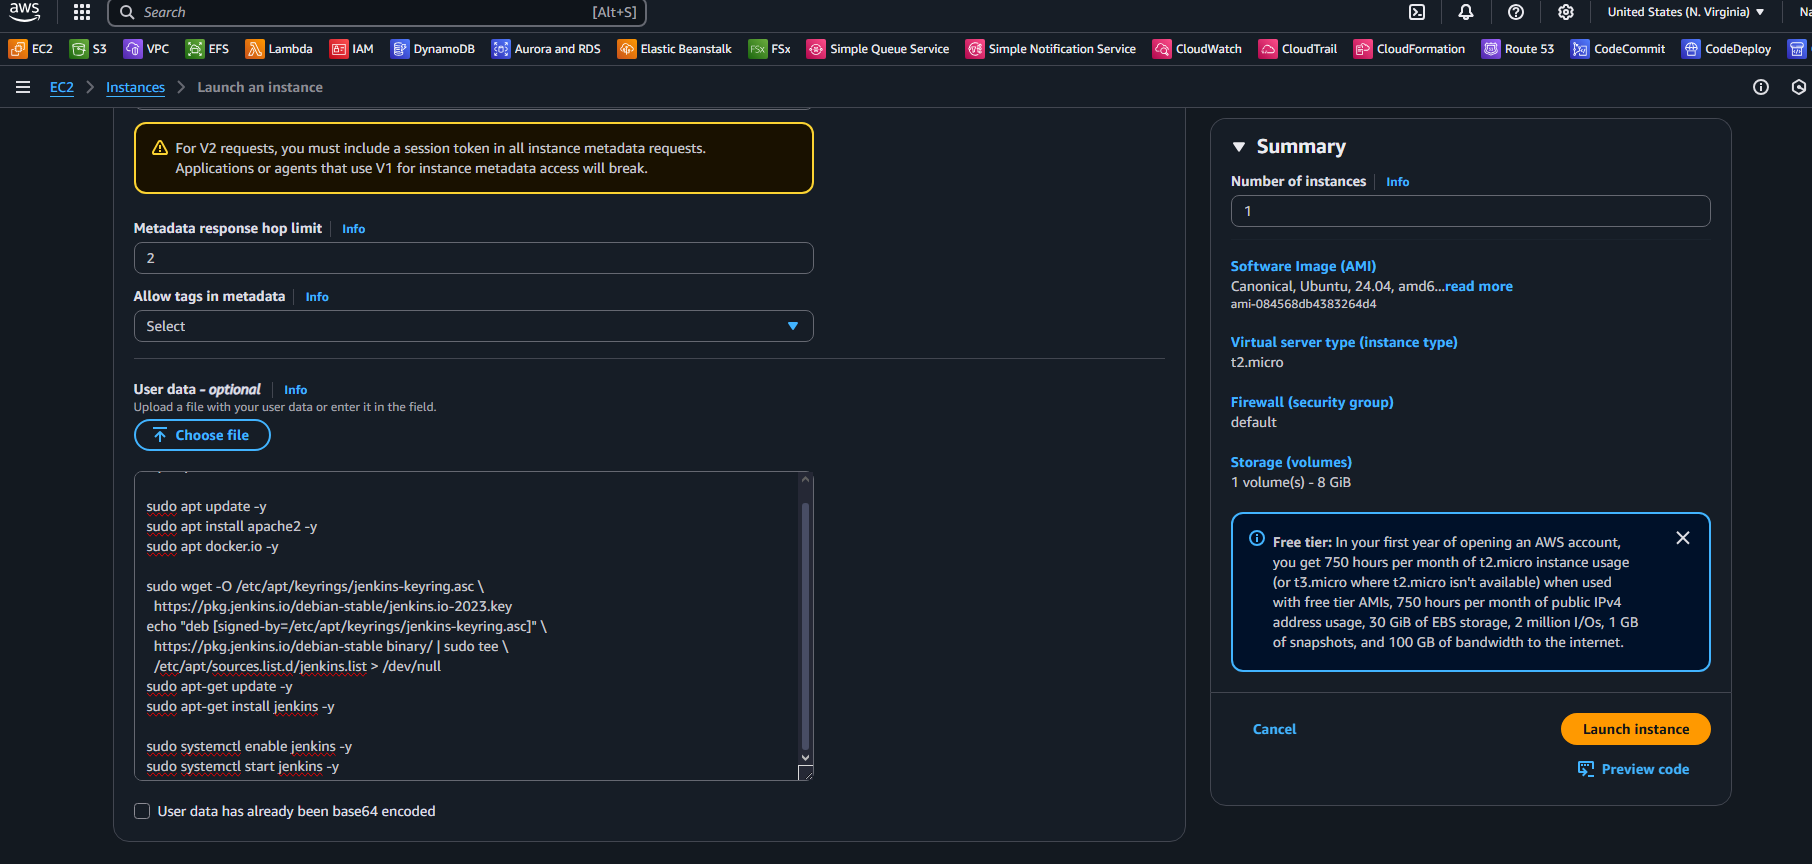 aws
Search [Alt+S]
United States (N. Virginia)
EC2 S3 VPC EFS Lambda IAM DynamoDB Aurora and RDS Elastic Beanstalk FSx FSx Simple Queue Service Simple Notification Service CloudWatch CloudTrail CloudFormation Route 53 CodeCommit CodeDeploy
EC2 Instances Launch an instance
For V2 requests, you must include a session token in all instance metadata requests.
Applications or agents that use V1 for instance metadata access will break.
Metadata response hop limit Info
2
Allow tags in metadata Info
Select
User data - optional Info
Upload a file with your user data or enter it in the field.
Choose file
sudo apt update -y
sudo apt install apache2 -y
sudo apt docker.io -y
sudo wget -O /etc/apt/keyrings/jenkins-keyring.asc \
https://pkg.jenkins.io/debian-stable/jenkins.io-2023.key
echo "deb [signed-by=/etc/apt/keyrings/jenkins-keyring.asc]" \
https://pkg.jenkins.io/debian-stable binary/ | sudo tee \
/etc/apt/sources.list.d/jenkins.list > /dev/null
sudo apt-get update -y
sudo apt-get install jenkins -y
sudo systemctl enable jenkins -y
sudo systemctl start jenkins -y
User data has already been base64 encoded
Summary
Number of instances Info
1
Software Image (AMI)
Canonical, Ubuntu, 24.04, amd6...read more
ami-084568db4383264d4
Virtual server type (instance type)
t2.micro
Firewall (security group)
default
Storage (volumes)
1 volume(s) - 8 GiB
Free tier: In your first year of opening an AWS account,
you get 750 hours per month of t2.micro instance usage
(or t3.micro where t2.micro isn't available) when used
with free tier AMIs, 750 hours per month of public IPv4
address usage, 30 GiB of EBS storage, 2 million I/Os, 1 GB
of snapshots, and 100 GB of bandwidth to the internet.
Cancel
Launch instance
Preview code